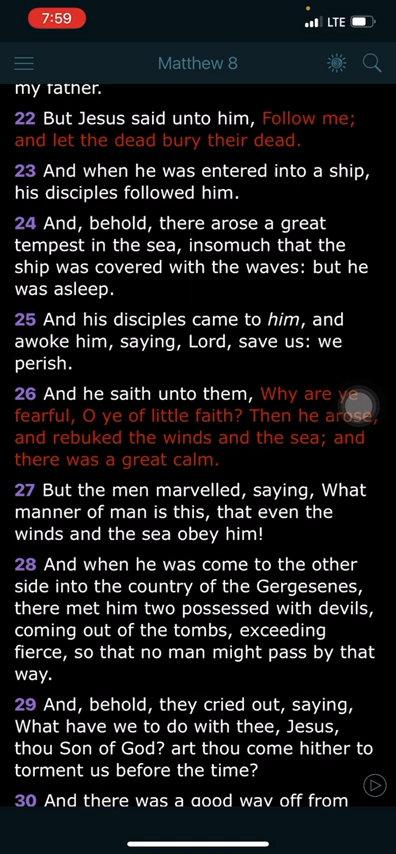 7:59
LTE
Matthew 8
my father.
22 But Jesus said unto him, Follow me;
and let the dead bury their dead.
23 And when he was entered into a ship,
his disciples followed him.
24 And, behold, there arose a great
tempest in the sea, insomuch that the
ship was covered with the waves: but he
was asleep.
25 And his disciples came to him, and
awoke him, saying, Lord, save us: we
perish.
26 And he saith unto them, Why are ye
fearful, O ye of little faith? Then he arose,
and rebuked the winds and the sea; and
there was a great calm.
27 But the men marvelled, saying, What
manner of man is this, that even the
winds and the sea obey him!
28 And when he was come to the other
side into the country of the Gergesenes,
there met him two possessed with devils,
coming out of the tombs, exceeding
fierce, so that no man might pass by that
way.
29 And, behold, they cried out, saying,
What have we to do with thee, Jesus,
thou Son of God? art thou come hither to
torment us before the time?
30 And there was a good way off from